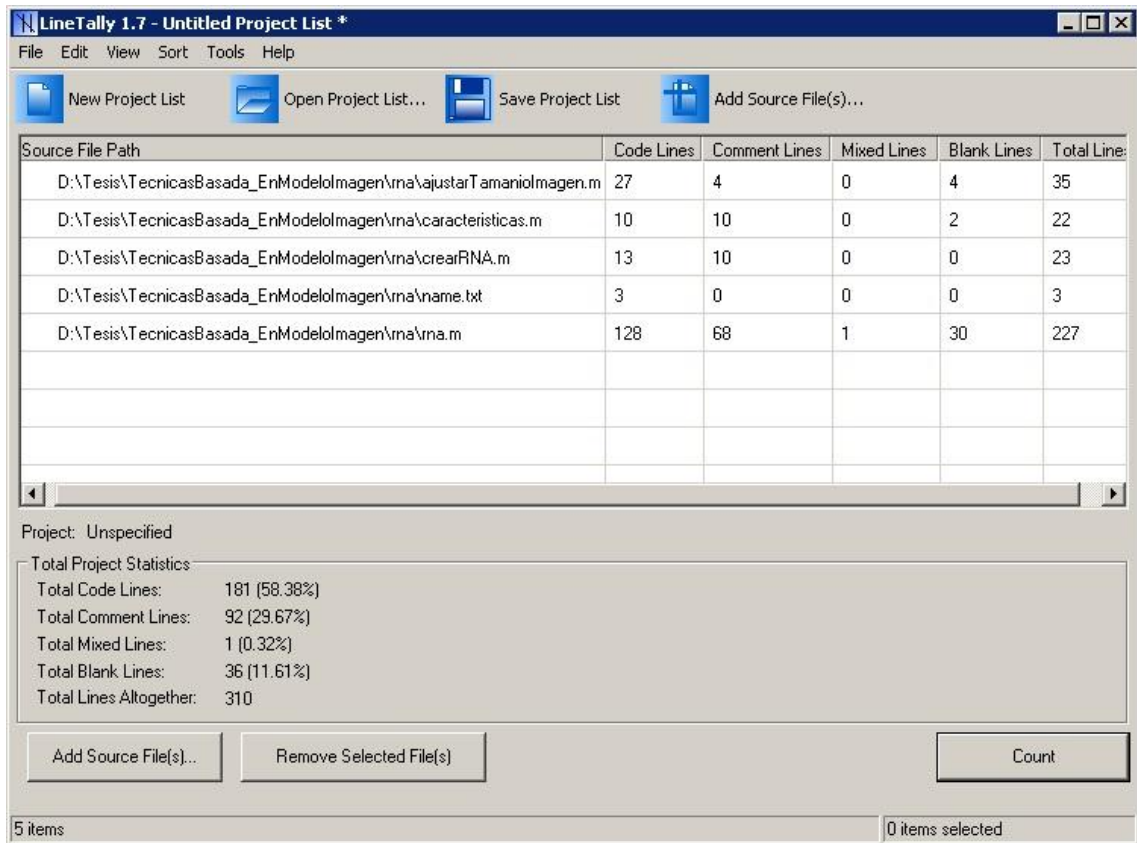 LineTally 1.7 - Untitled Project List *
File Edit View Sort Tools Help
New Project List Open Project List... Save Project List Add Source File(s)...
Source File Path Code Lines Comment Lines Mixed Lines Blank Lines Total Line
D:\Tesis\TecnicasBasada_EnModeloImagen\rna\ajustarTamanioImagen.m 27 4 0 4 35
D:\Tesis\TecnicasBasada_EnModeloImagen\rna\caracteristicas.m 10 10 0 2 22
D:\Tesis\TecnicasBasada_EnModeloImagen\rna\crearRNA.m 13 10 0 0 23
D:\Tesis\TecnicasBasada_EnModeloImagen\rna\name.txt 3 0 0 0 3
D:\Tesis\TecnicasBasada_EnModeloImagen\rna\rna.m 128 68 1 30 227
Project: Unspecified
Total Project Statistics
Total Code Lines: 181 (58.38%)
Total Comment Lines: 92 (29.67%)
Total Mixed Lines: 1 (0.32%)
Total Blank Lines: 36 (11.61%)
Total Lines Altogether: 310
Add Source File(s)... Remove Selected File(s) Count
5 items 0 items selected